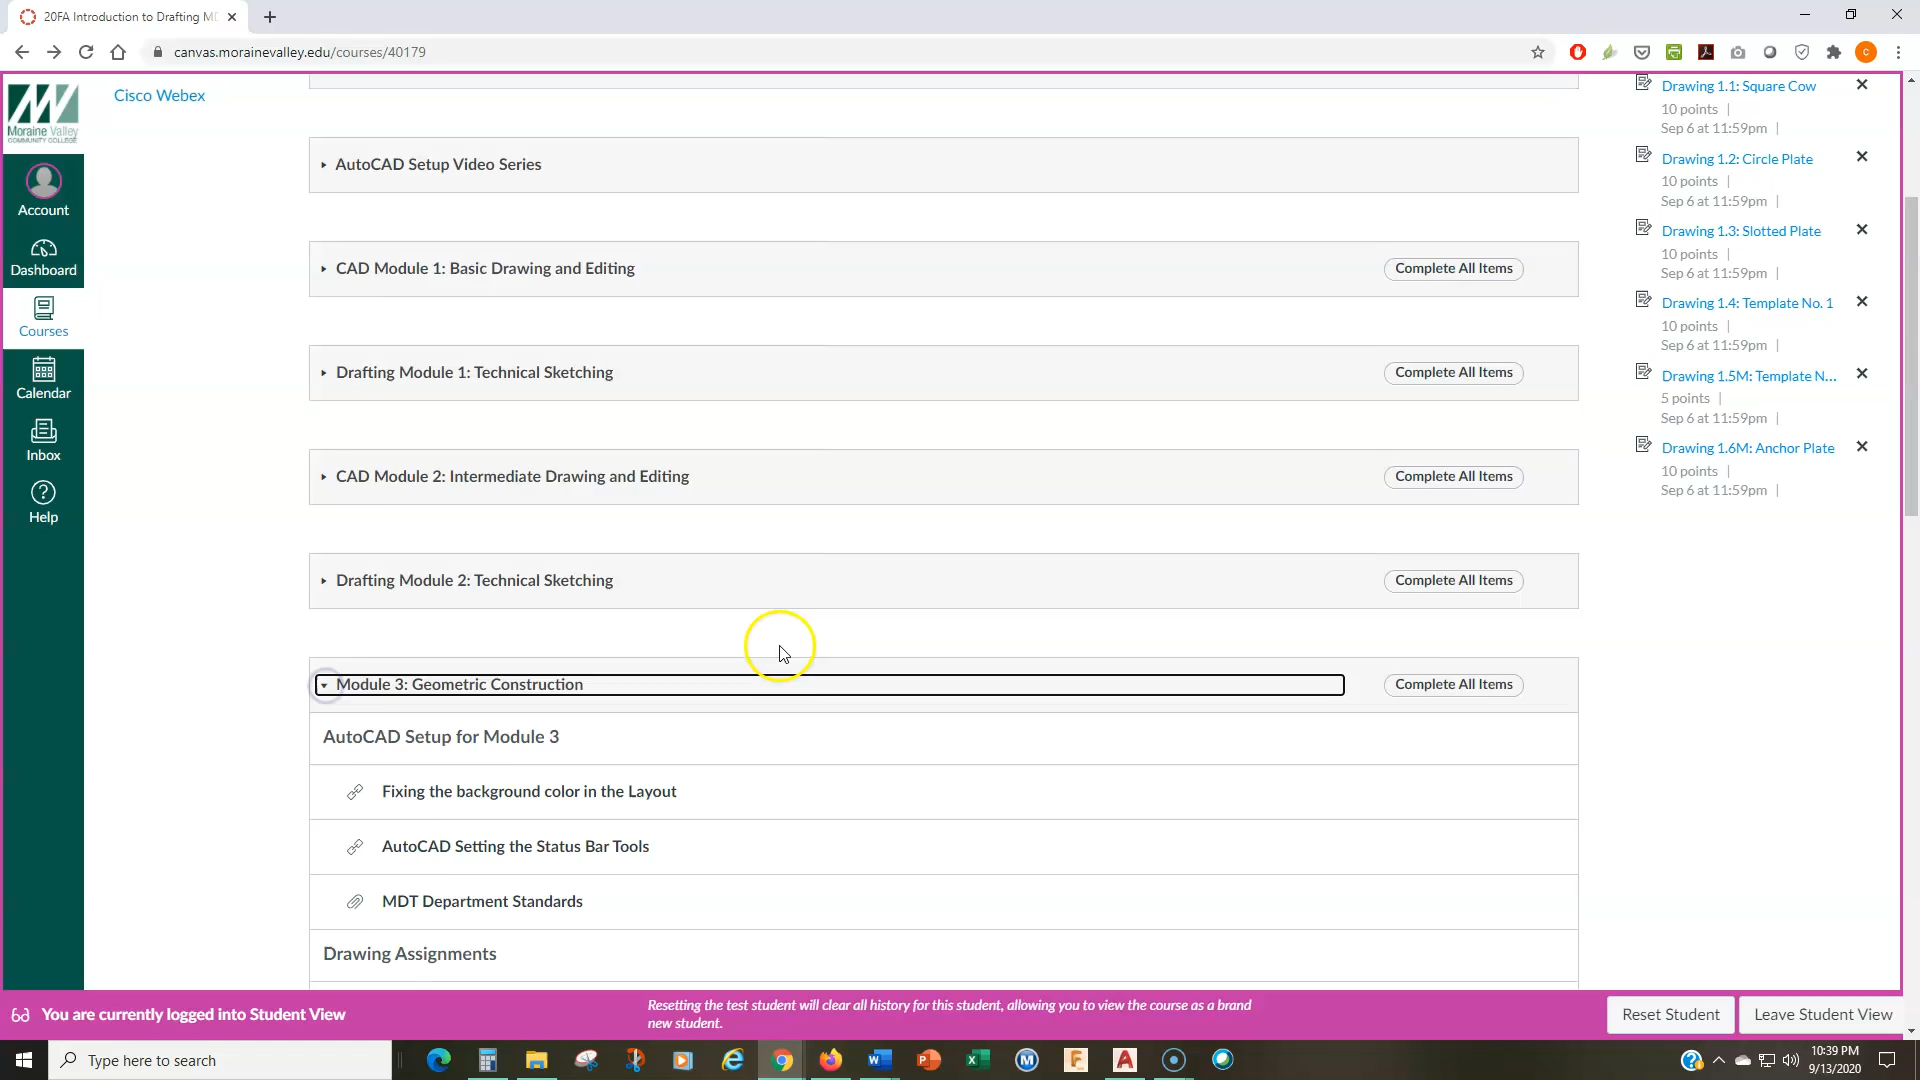 20FA Introduction to Drafting MD
canvas.morainevalley.edu/courses/40179
C
Moraine Valley
COMMUNITY COLLEGE
Account
Dashboard
Courses
Calendar
Inbox
Help
Cisco Webex
AutoCAD Setup Video Series
CAD Module 1: Basic Drawing and Editing
Complete All Items
Drafting Module 1: Technical Sketching
Complete All Items
CAD Module 2: Intermediate Drawing and Editing
Complete All Items
Drafting Module 2: Technical Sketching
Complete All Items
Module 3: Geometric Construction
Complete All Items
AutoCAD Setup for Module 3
Fixing the background color in the Layout
AutoCAD Setting the Status Bar Tools
MDT Department Standards
Drawing Assignments
Drawing 1.1: Square Cow
10 points |
Sep 6 at 11:59pm |
Drawing 1.2: Circle Plate
10 points |
Sep 6 at 11:59pm |
Drawing 1.3: Slotted Plate
10 points |
Sep 6 at 11:59pm |
Drawing 1.4: Template No. 1
10 points |
Sep 6 at 11:59pm |
Drawing 1.5M: Template N...
5 points |
Sep 6 at 11:59pm |
Drawing 1.6M: Anchor Plate
10 points |
Sep 6 at 11:59pm |
You are currently logged into Student View
Resetting the test student will clear all history for this student, allowing you to view the course as a brand
new student.
Reset Student
Leave Student View
Type here to search
10:39 PM
9/13/2020